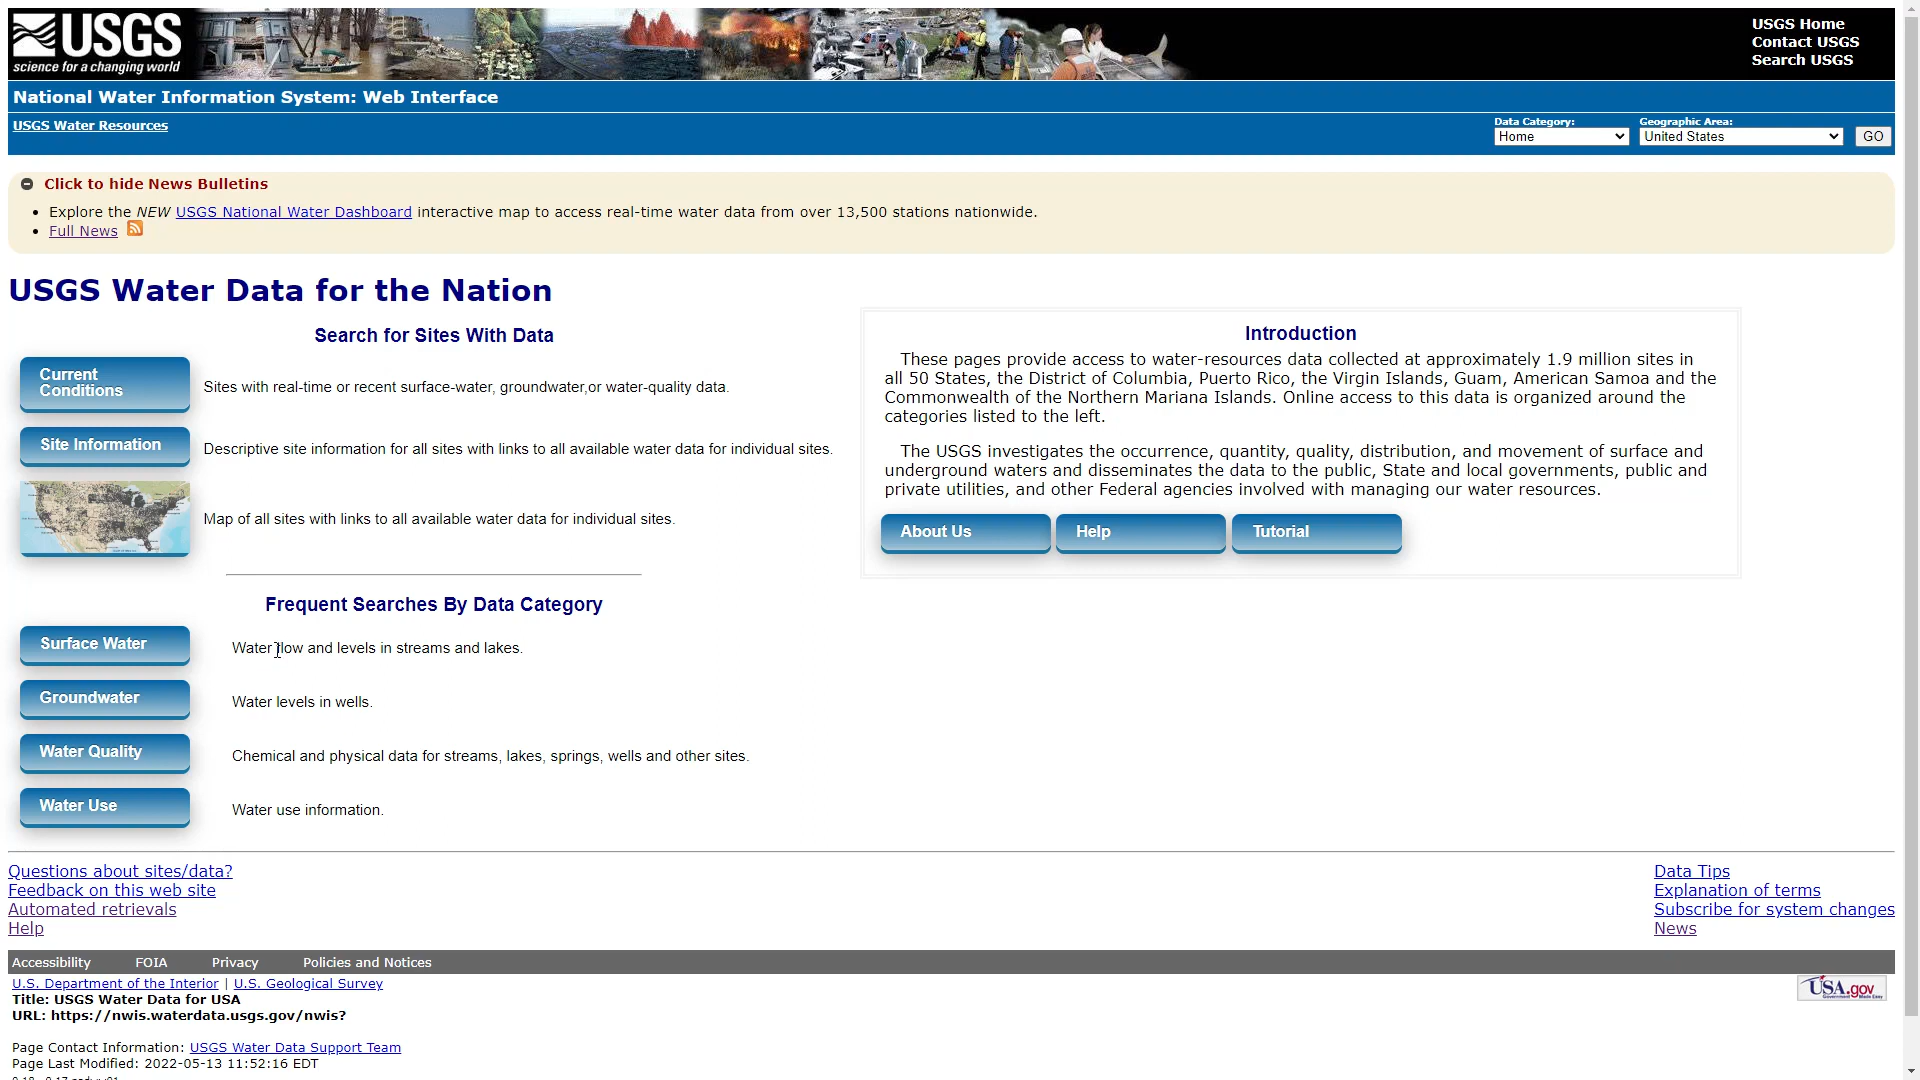 USGS
science for a changing world
USGS Home
Contact USGS
Search USGS
National Water Information System: Web Interface
USGS Water Resources
Data Category:
Home
Geographic Area:
United States
GO
Click to hide News Bulletins
Explore the NEW USGS National Water Dashboard interactive map to access real-time water data from over 13,500 stations nationwide.
Full News
USGS Water Data for the Nation
Search for Sites With Data
Current
Conditions
Sites with real-time or recent surface-water, groundwater,or water-quality data.
Site Information
Descriptive site information for all sites with links to all available water data for individual sites.
Map of all sites with links to all available water data for individual sites.
Introduction
These pages provide access to water-resources data collected at approximately 1.9 million sites in
all 50 States, the District of Columbia, Puerto Rico, the Virgin Islands, Guam, American Samoa and the
Commonwealth of the Northern Mariana Islands. Online access to this data is organized around the
categories listed to the left.
The USGS investigates the occurrence, quantity, quality, distribution, and movement of surface and
underground waters and disseminates the data to the public, State and local governments, public and
private utilities, and other Federal agencies involved with managing our water resources.
About Us
Help
Tutorial
Frequent Searches By Data Category
Surface Water
Water flow and levels in streams and lakes.
Groundwater
Water levels in wells.
Water Quality
Chemical and physical data for streams, lakes, springs, wells and other sites.
Water Use
Water use information.
Questions about sites/data?
Feedback on this web site
Automated retrievals
Help
Data Tips
Explanation of terms
Subscribe for system changes
News
Accessibility FOIA Privacy Policies and Notices
U.S. Department of the Interior | U.S. Geological Survey
Title: USGS Water Data for USA
URL: https://nwis.waterdata.usgs.gov/nwis?
USA.gov
Page Contact Information: USGS Water Data Support Team
Page Last Modified: 2022-05-13 11:52:16 EDT